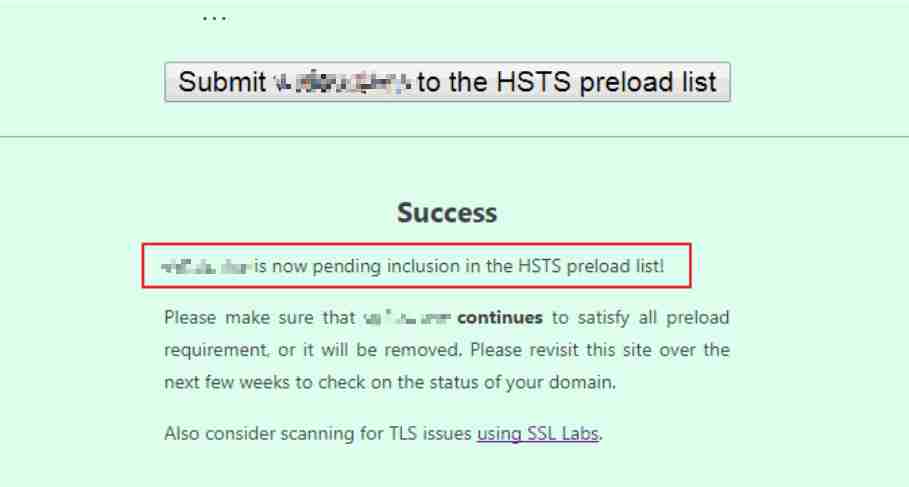 ...
Submit to the HSTS preload list
Success
is now pending inclusion in the HSTS preload list!
Please make sure that continues to satisfy all preload
requirement, or it will be removed. Please revisit this site over the
next few weeks to check on the status of your domain.
Also consider scanning for TLS issues using SSL Labs.